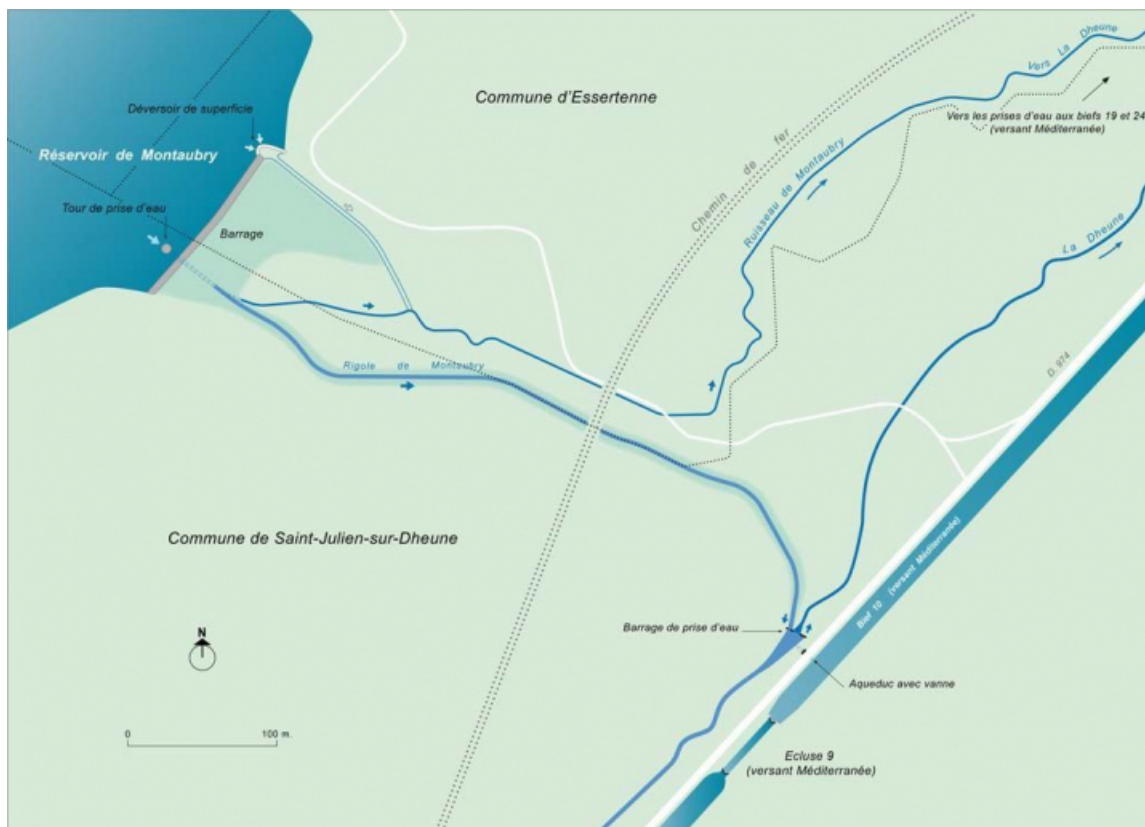 Vers La Dheune
Commune d'Essertenne
Déversoir de superficie
Vers les prises d'eau aux biefs 19 et 24
(versant Méditerranée)
Réservoir de Montaubry
Chemin de fer
Ruisseau de Montaubry
Tour de prise d'eau
Barrage
La Dheune
D. 974
Rigole de Montaubry
Commune de Saint-Julien-sur-Dheune
Bief 10 (versant Méditerranée)
N
Barrage de prise d'eau
Aqueduc avec vanne
0 100 m.
Ecluse 9
(versant Méditerranée)